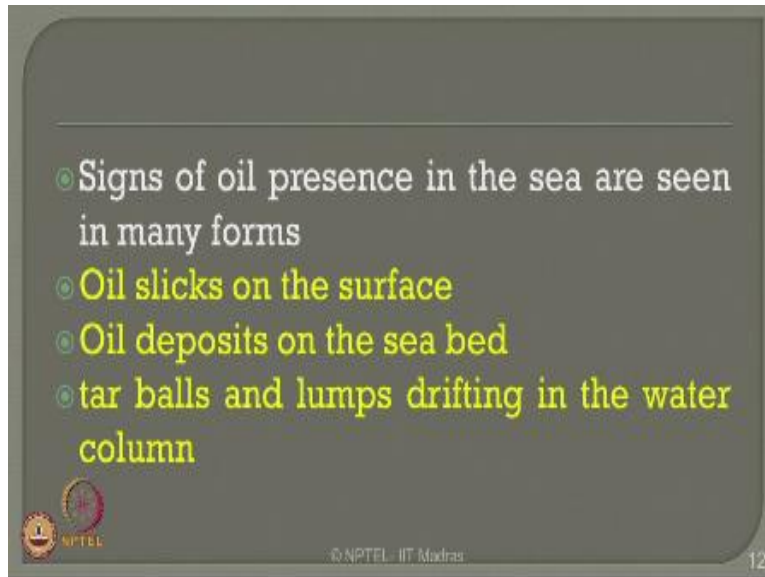 Signs of oil presence in the sea are seen
in many forms
Oil slicks on the surface
Oil deposits on the sea bed
tar balls and lumps drifting in the water
column
NPTEL
© NPTEL- IIT Madras
12